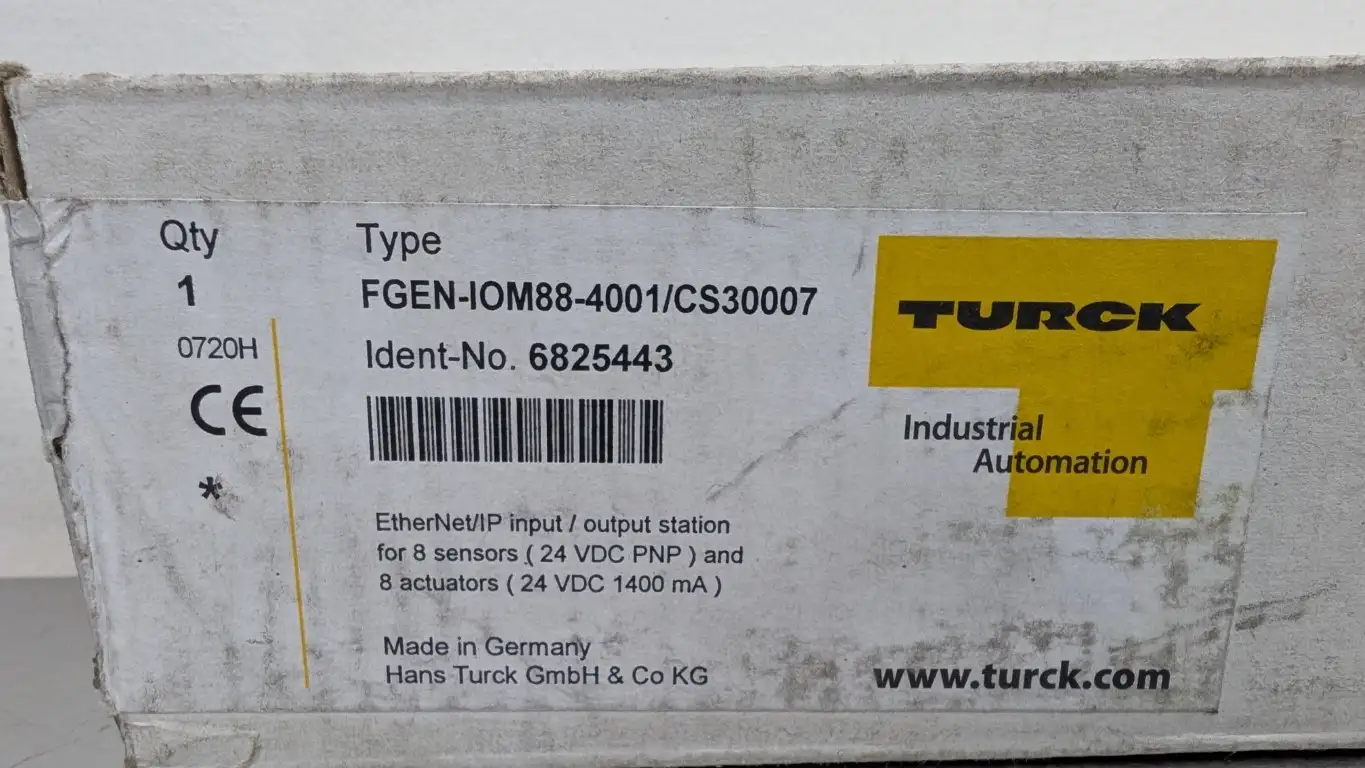 Qty
1
0720H
CE
*
Type
FGEN-IOM88-4001/CS30007
Ident-No. 6825443
EtherNet/IP input / output station
for 8 sensors ( 24 VDC PNP ) and
8 actuators ( 24 VDC 1400 mA )
Made in Germany
Hans Turck GmbH & Co KG
TURCK
Industrial
Automation
www.turck.com